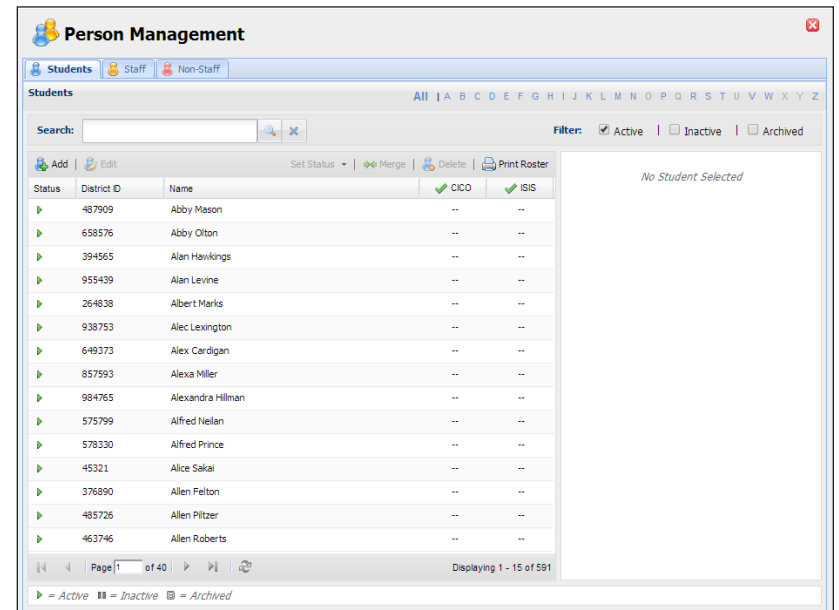 Person Management
Students Staff Non-Staff
Students All | A B C D E F G H I J K L M N O P Q R S T U V W X Y Z
Search: Filter: Active | Inactive | Archived
Add | Edit Set Status | Merge | Delete | Print Roster
No Student Selected
Status District ID Name CICO ISIS
487909 Abby Mason -- --
658576 Abby Olton -- --
394565 Alan Hawkings -- --
955439 Alan Levine -- --
264838 Albert Marks -- --
938753 Alec Lexington -- --
649373 Alex Cardigan -- --
857593 Alexa Miller -- --
984765 Alexandra Hillman -- --
575799 Alfred Neilan -- --
578330 Alfred Prince -- --
45321 Alice Sakai -- --
376890 Allen Felton -- --
485726 Allen Piltzer -- --
463746 Allen Roberts -- --
Page 1 of 40 Displaying 1 - 15 of 591
= Active = Inactive = Archived